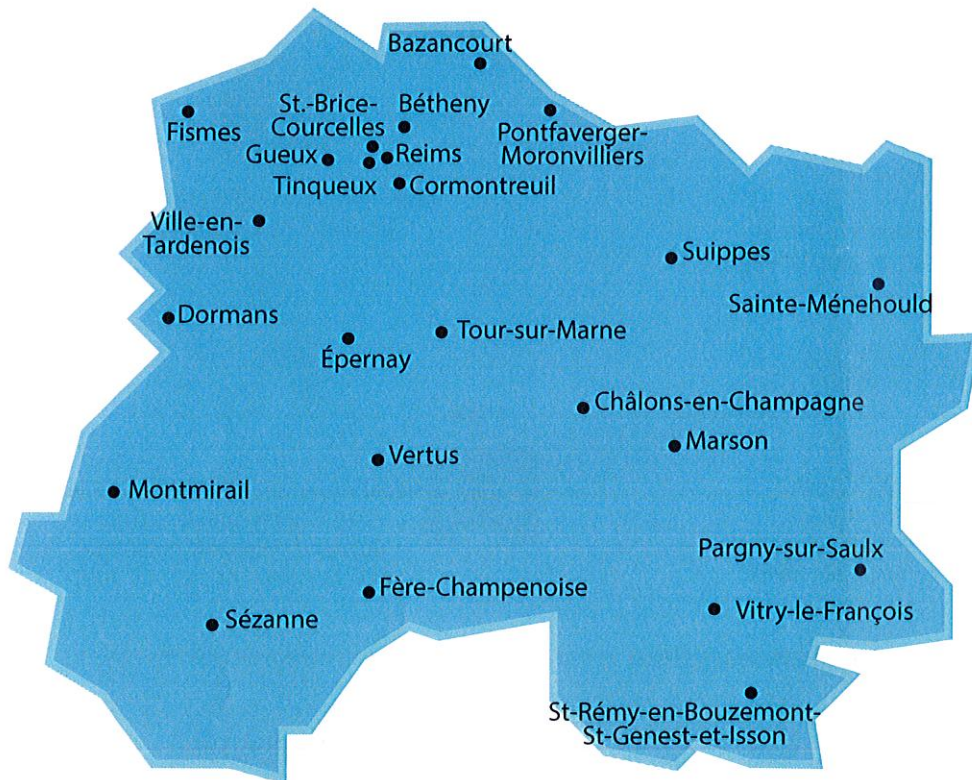 Bazancourt
St.-Brice-
Courcelles
Bétheny
Fismes
Pontfaverger-
Moronvilliers
Gueux
Reims
Tinqueux
Cormontreuil
Ville-en-
Tardenois
Suippes
Sainte-Ménehould
Dormans
Tour-sur-Marne
Épernay
Châlons-en-Champagne
Marson
Vertus
Montmirail
Pargny-sur-Saulx
Fère-Champenoise
Vitry-le-François
Sézanne
St-Rémy-en-Bouzemont-
St-Genest-et-Isson